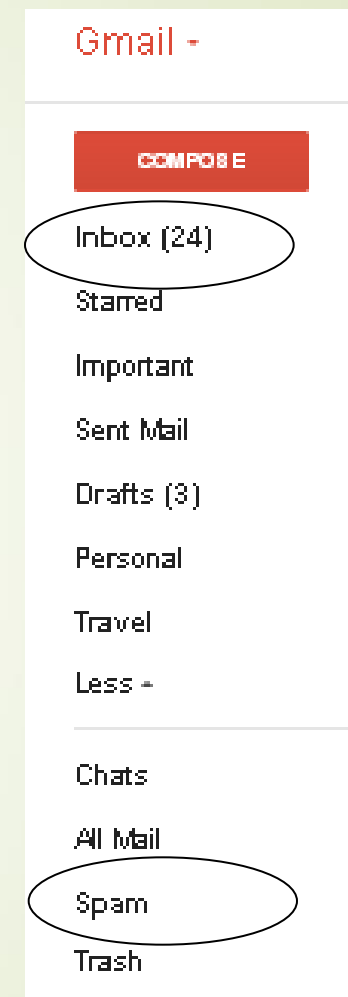 Gmail
COMPOSE
Inbox (24)
Starred
Important
Sent Mail
Drafts (3)
Personal
Travel
Less
Chats
All Mail
Spam
Trash